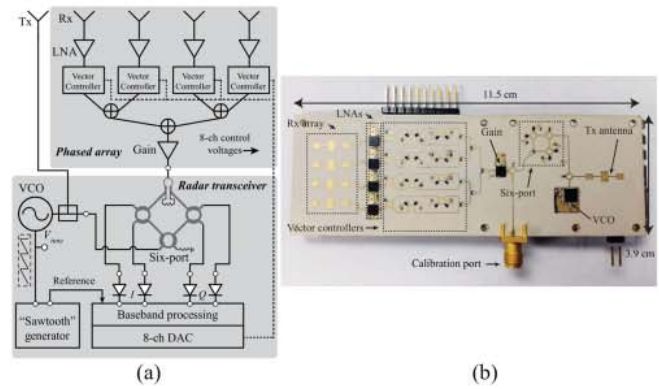 Tx
Rx
LNA
Vector
Controller
Vector
Controller
Vector
Controller
Vector
Controller
Phased array
Gain
8-ch control
voltages
Radar transceiver
VCO
V
Six-port
Reference
I
Q
"Sawtooth"
generator
Baseband processing
8-ch DAC
(a)
11.5 cm
LNAs
Rx array
Gain
Tx antenna
Six-port
VCO
Vector controllers
3.9 cm
Calibration port
(b)